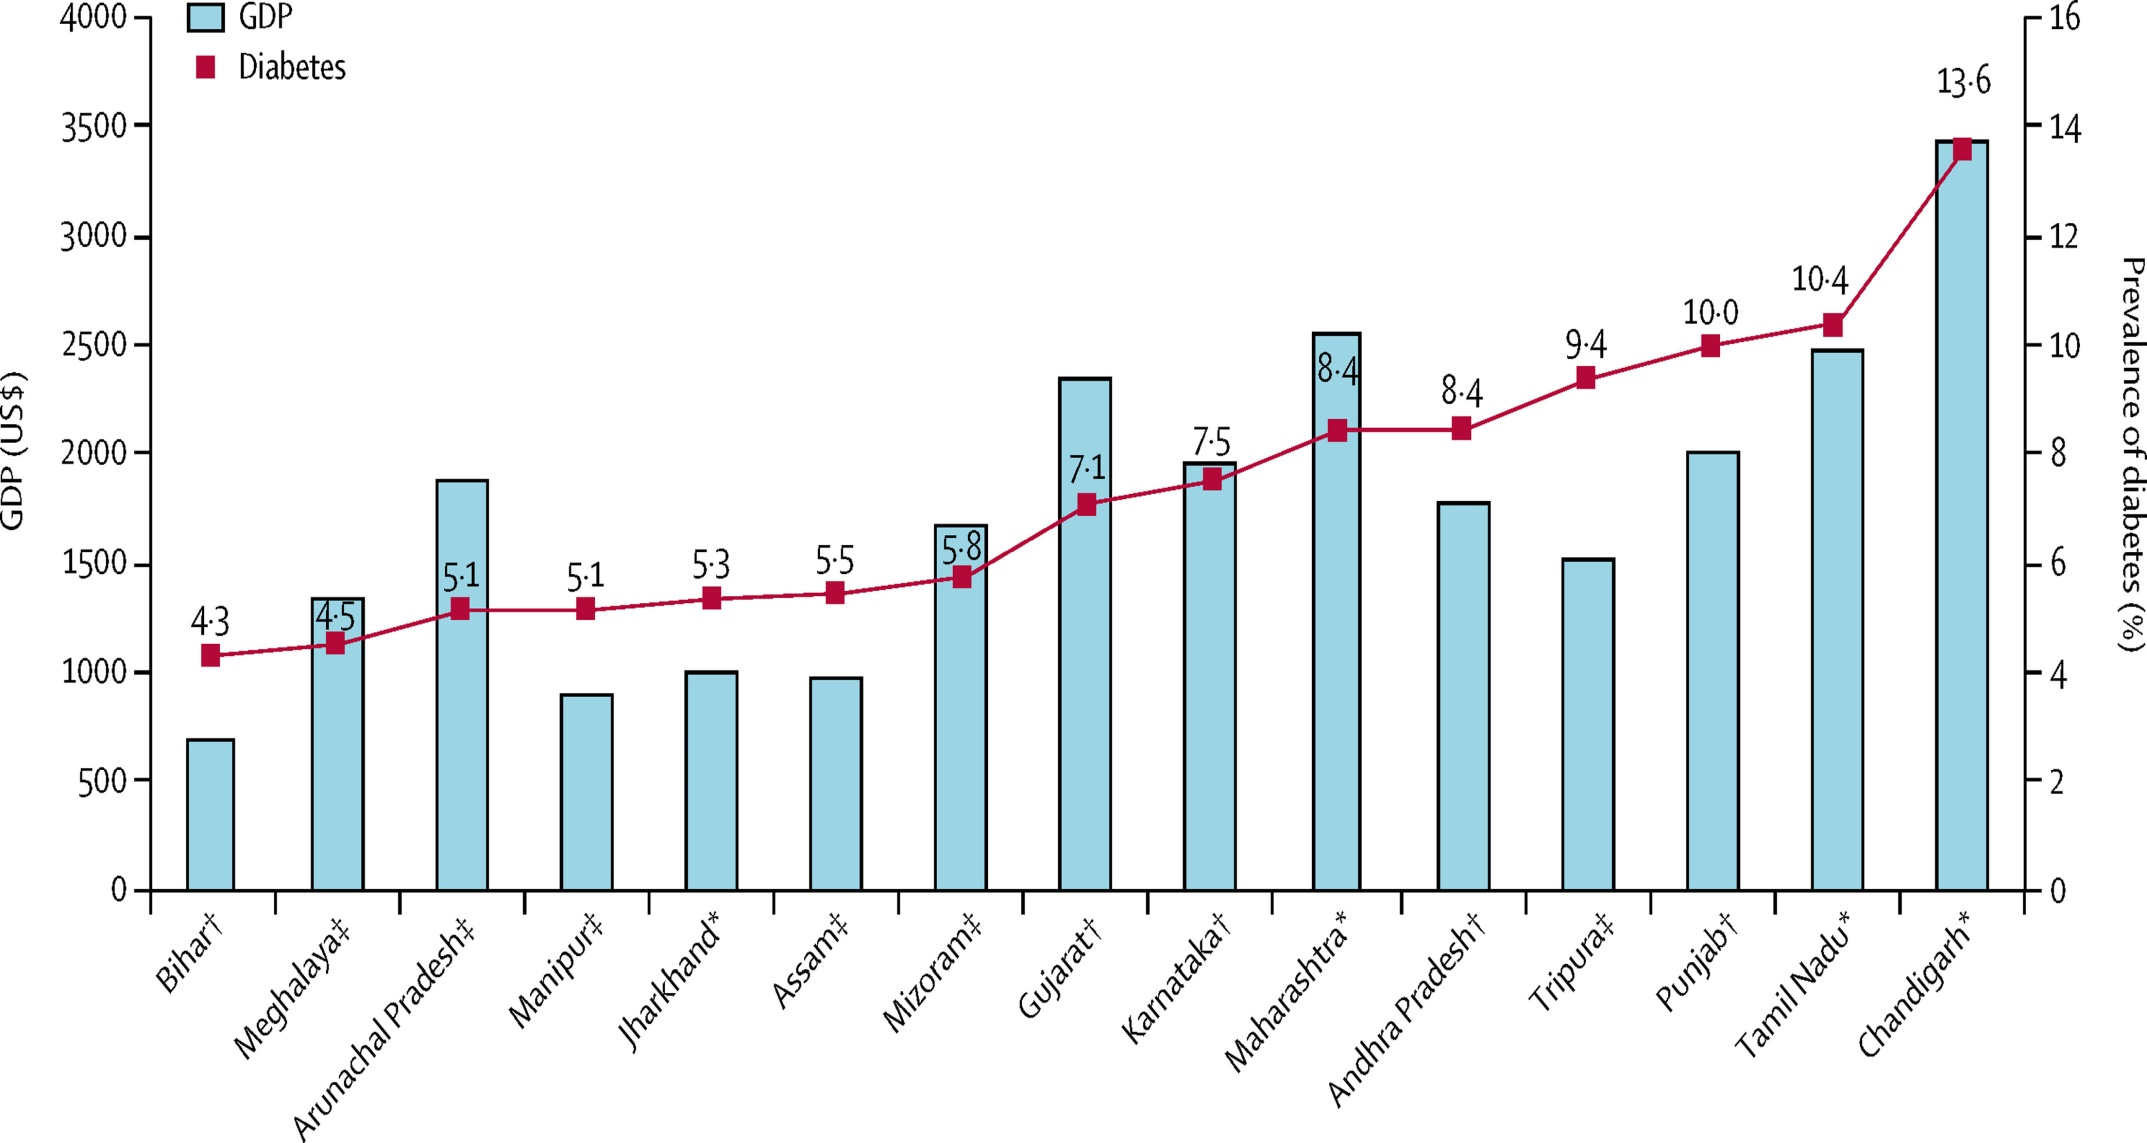 GDP
Diabetes
4000
3500
3000
2500
2000
1500
1000
500
0
GDP (US$)
16
14
12
10
8
6
4
2
0
Prevalence of diabetes (%)
4·3
4·5
5·1
5·1
5·3
5·5
5·8
7·1
7·5
8·4
8·4
9·4
10·0
10·4
13·6
Bihar†
Meghalaya‡
Arunachal Pradesh‡
Manipur‡
Jharkhand*
Assam‡
Mizoram‡
Gujarat†
Karnataka†
Maharashtra*
Andhra Pradesh†
Tripura‡
Punjab†
Tamil Nadu*
Chandigarh*